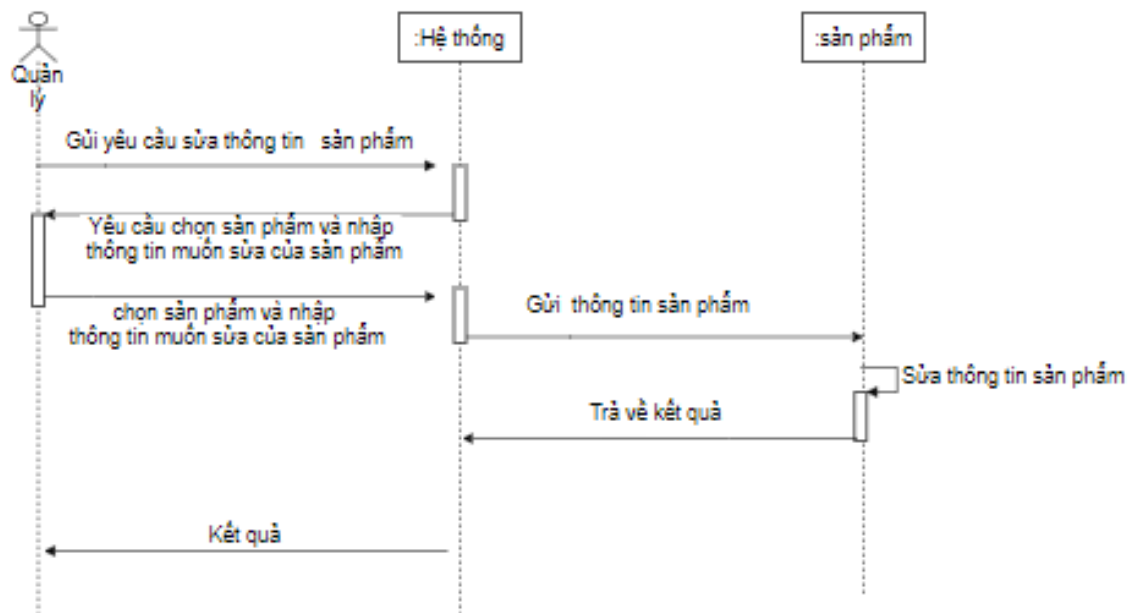 :Hệ thống
:sản phẩm
Quản
lý
Gủi yêu cầu sửa thông tin sản phẩm
Yêu cầu chọn sản phẩm và nhập
thông tin muốn sửa của sản phẩm
chọn sản phẩm và nhập
thông tin muốn sửa của sản phẩm
Gửi thông tin sản phẩm
Sửa thông tin sản phẩm
Trả về kết quả
Kết quả